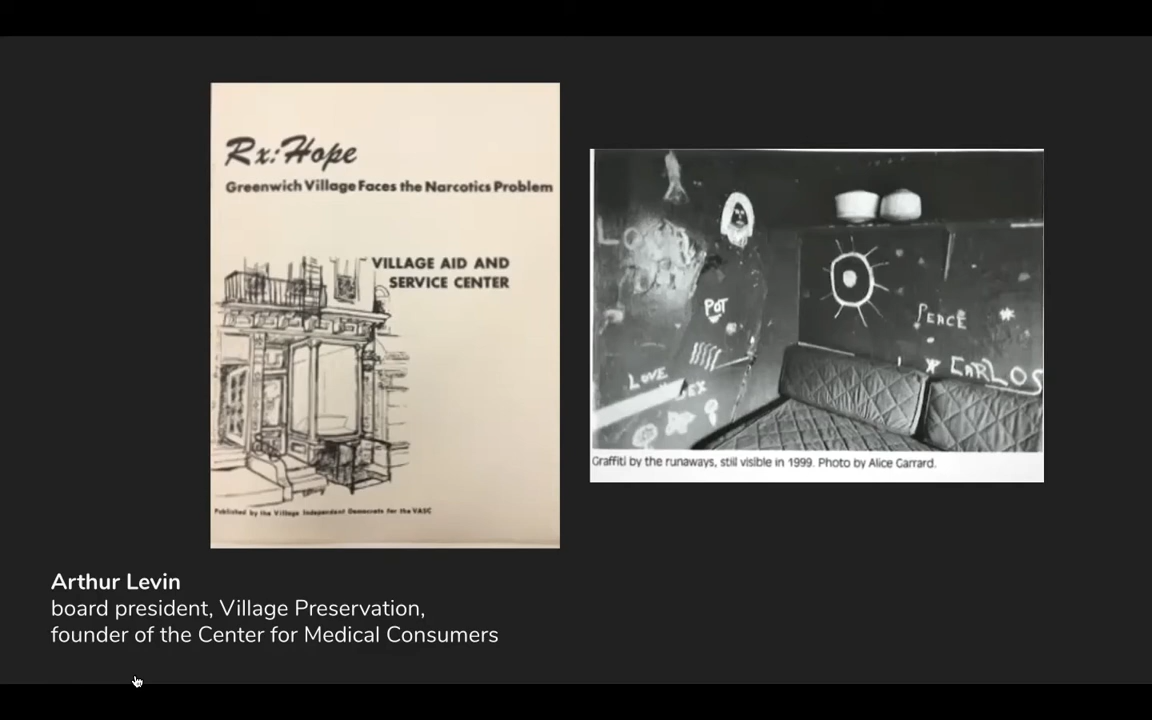 Rx: Hope
Greenwich Village Faces the Narcotics Problem
VILLAGE AID AND
SERVICE CENTER
Published by the Village Independent Democrats for the VASC
LOVE
POT
PEACE
CARLOS
LOVE
SEX
Graffiti by the runaways, still visible in 1999. Photo by Alice Garrard.
Arthur Levin
board president, Village Preservation,
founder of the Center for Medical Consumers